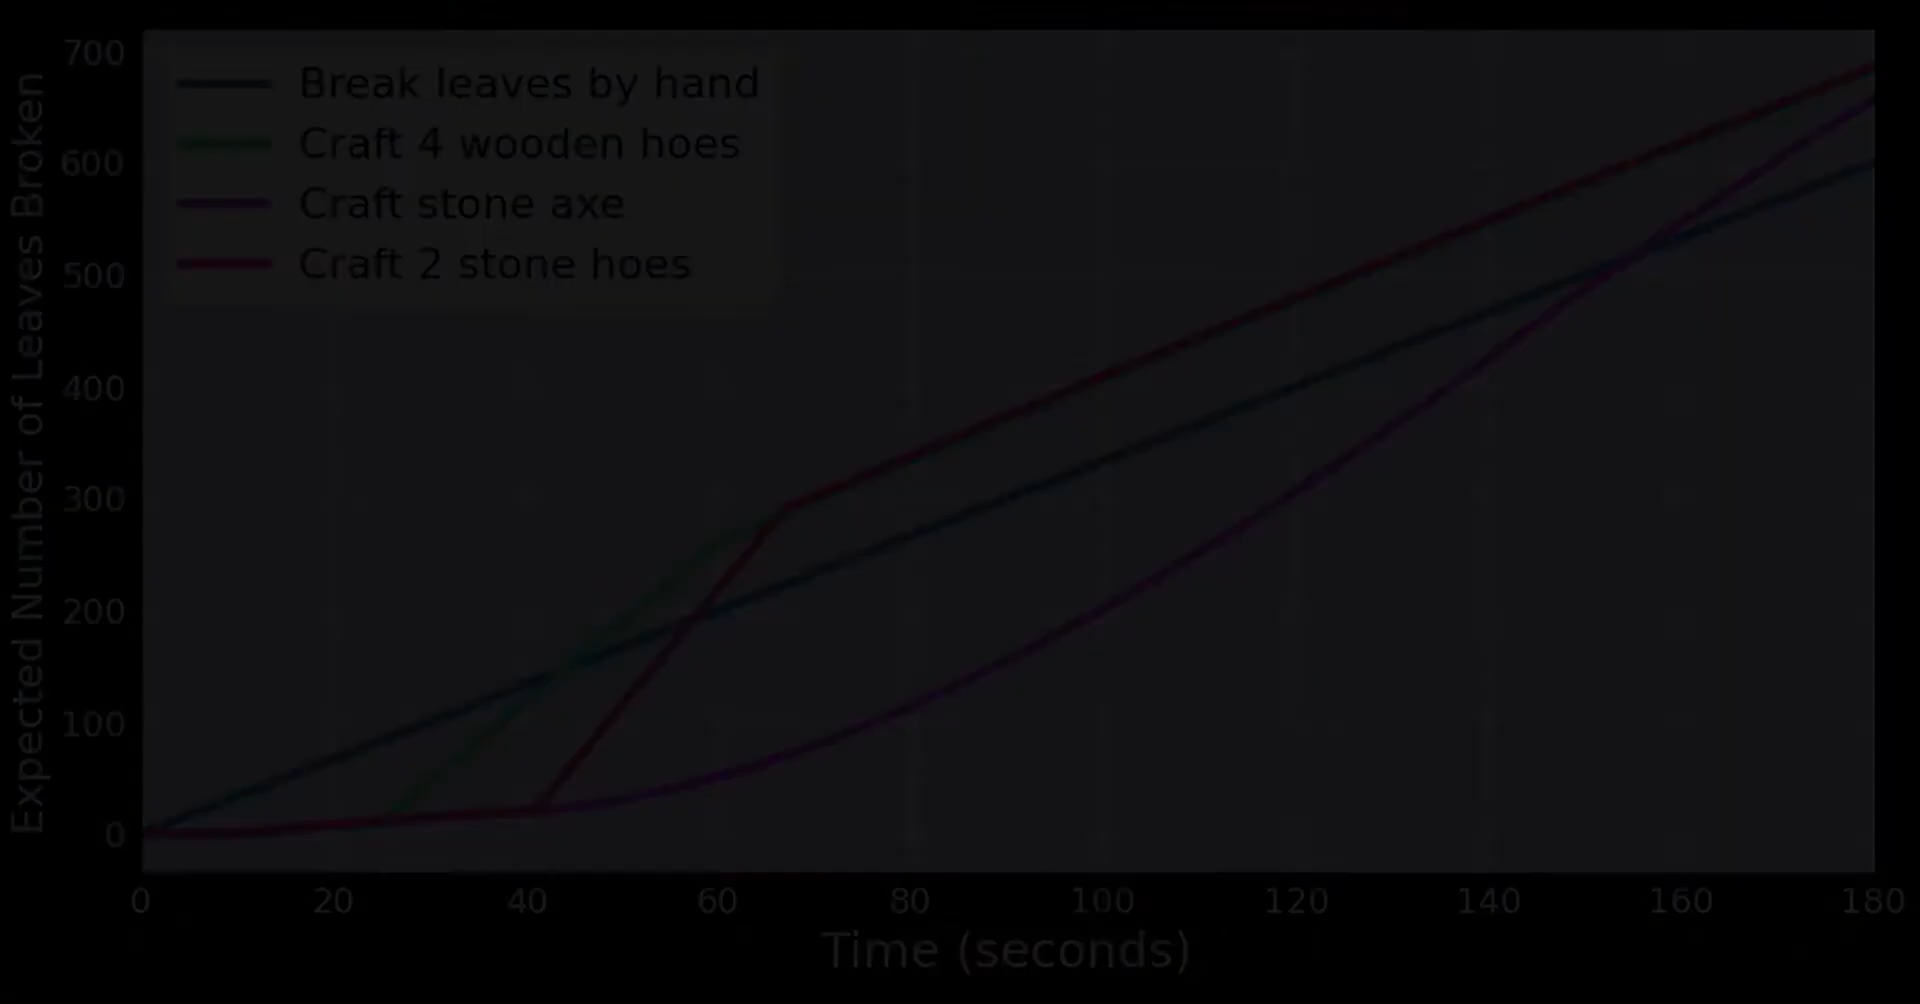 Expected Number of Leaves Broken
700
600
500
400
300
200
100
0
Break leaves by hand
Craft 4 wooden hoes
Craft stone axe
Craft 2 stone hoes
0 20 40 60 80 100 120 140 160 180
Time (seconds)